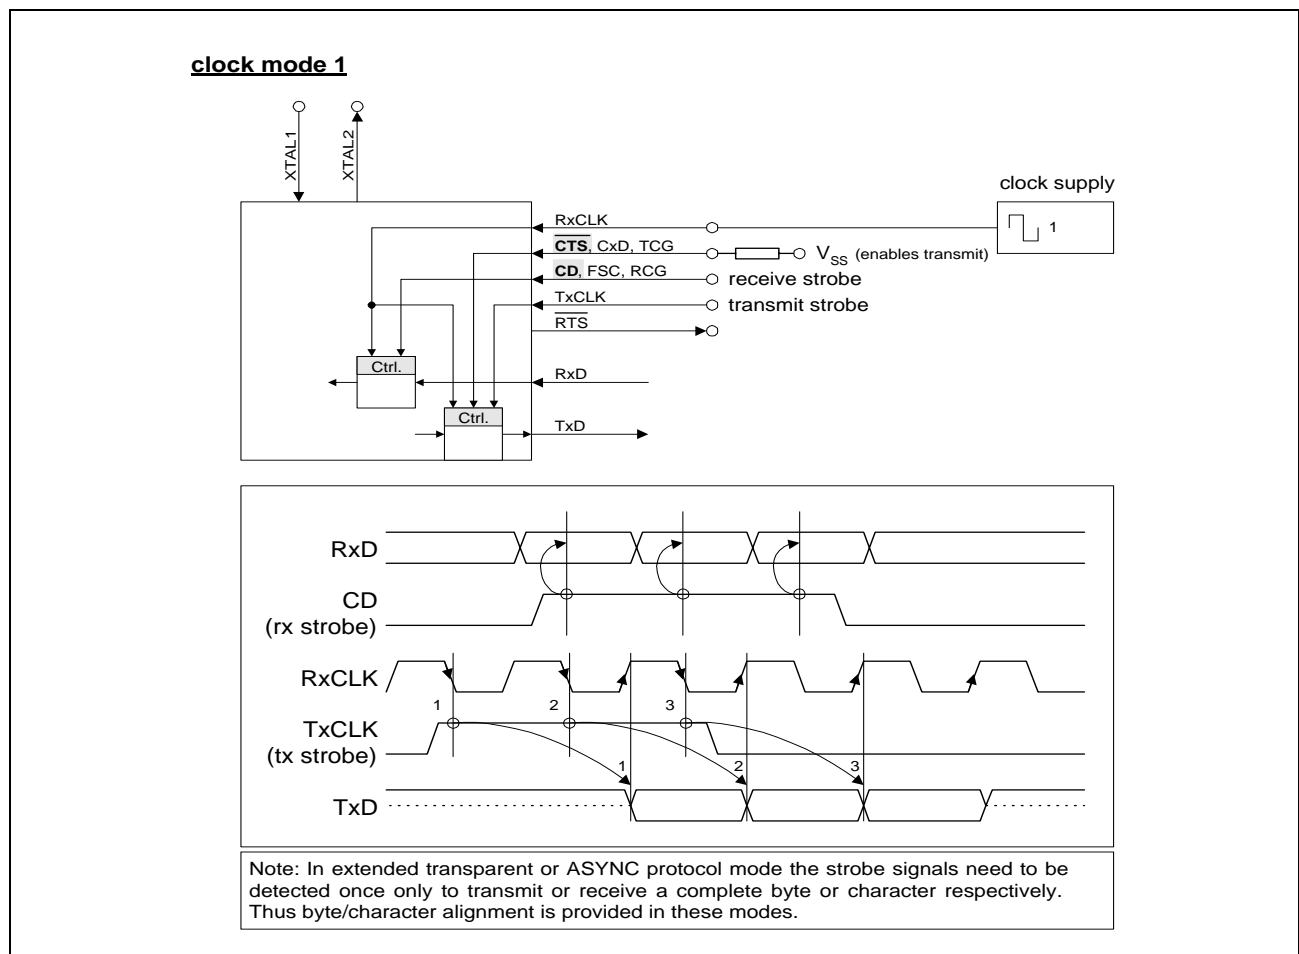 clock mode 1
XTAL1
XTAL2
clock supply
RxCLK
1
CTS, CxD, TCG
VSS (enables transmit)
CD, FSC, RCG
receive strobe
TxCLK
transmit strobe
RTS
Ctrl.
RxD
Ctrl.
TxD
RxD
CD
(rx strobe)
RxCLK
1 2 3
TxCLK
(tx strobe)
1 2 3
TxD
Note: In extended transparent or ASYNC protocol mode the strobe signals need to be
detected once only to transmit or receive a complete byte or character respectively.
Thus byte/character alignment is provided in these modes.